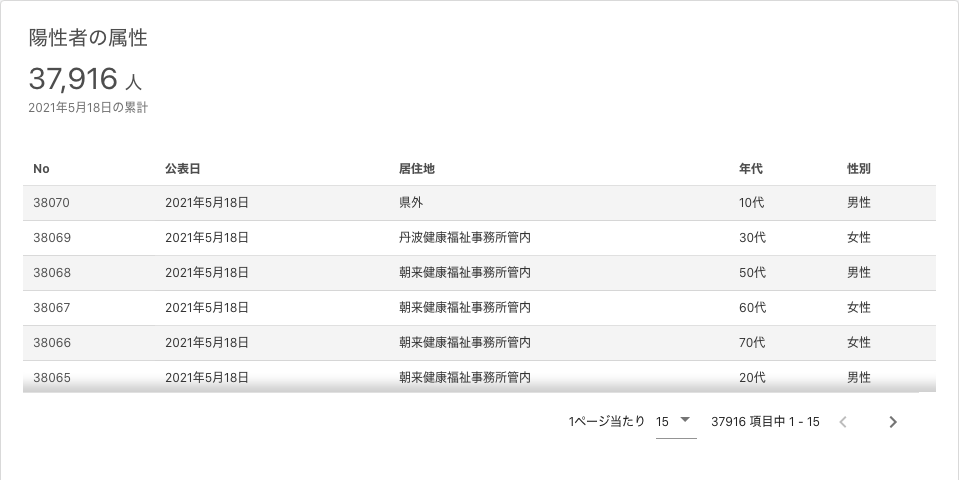 陽性者の属性
37,916 人
2021年5月18日の累計
No 公表日 居住地 年代 性別
38070 2021年5月18日 県外 10代 男性
38069 2021年5月18日 丹波健康福祉事務所管内 30代 女性
38068 2021年5月18日 朝来健康福祉事務所管内 50代 男性
38067 2021年5月18日 朝来健康福祉事務所管内 60代 女性
38066 2021年5月18日 朝来健康福祉事務所管内 70代 女性
38065 2021年5月18日 朝来健康福祉事務所管内 20代 男性
1ページ当たり 15 37916 項目中 1 - 15